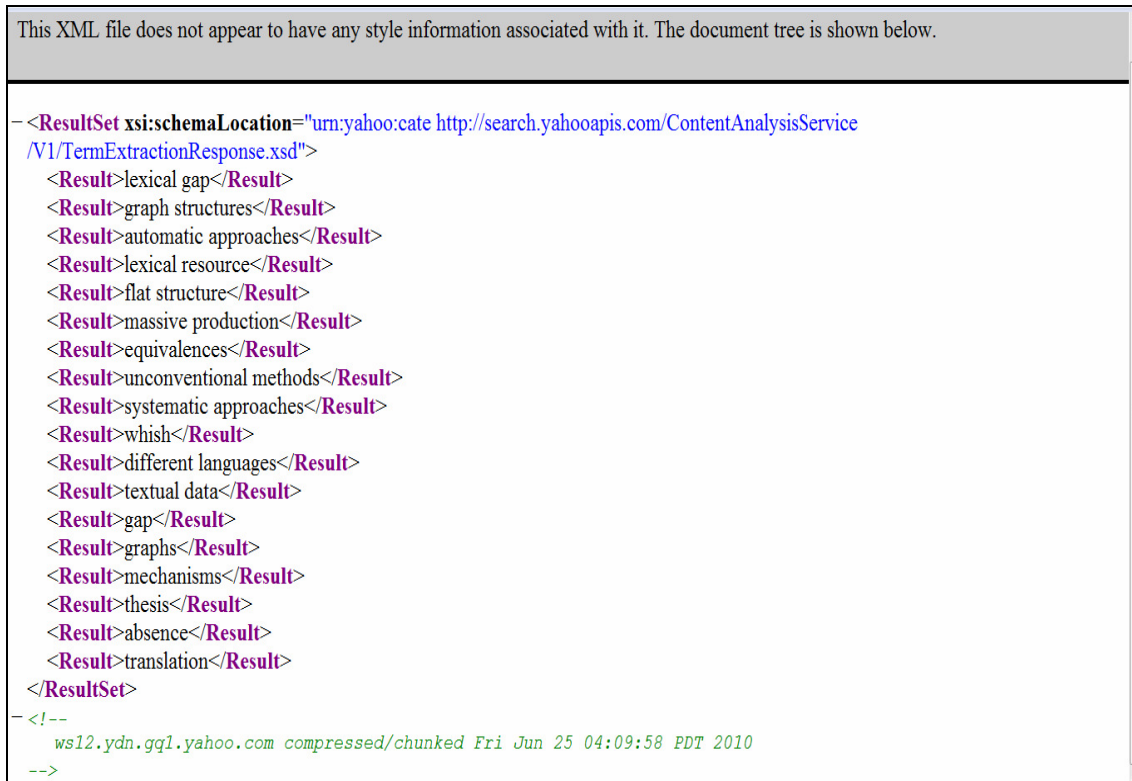 This XML file does not appear to have any style information associated with it. The document tree is shown below.
− <ResultSet xsi:schemaLocation="urn:yahoo:cate http://search.yahooapis.com/ContentAnalysisService
/V1/TermExtractionResponse.xsd">
<Result>lexical gap</Result>
<Result>graph structures</Result>
<Result>automatic approaches</Result>
<Result>lexical resource</Result>
<Result>flat structure</Result>
<Result>massive production</Result>
<Result>equivalences</Result>
<Result>unconventional methods</Result>
<Result>systematic approaches</Result>
<Result>whish</Result>
<Result>different languages</Result>
<Result>textual data</Result>
<Result>gap</Result>
<Result>graphs</Result>
<Result>mechanisms</Result>
<Result>thesis</Result>
<Result>absence</Result>
<Result>translation</Result>
</ResultSet>
− <!--
ws12.ydn.gq1.yahoo.com compressed/chunked Fri Jun 25 04:09:58 PDT 2010
-->